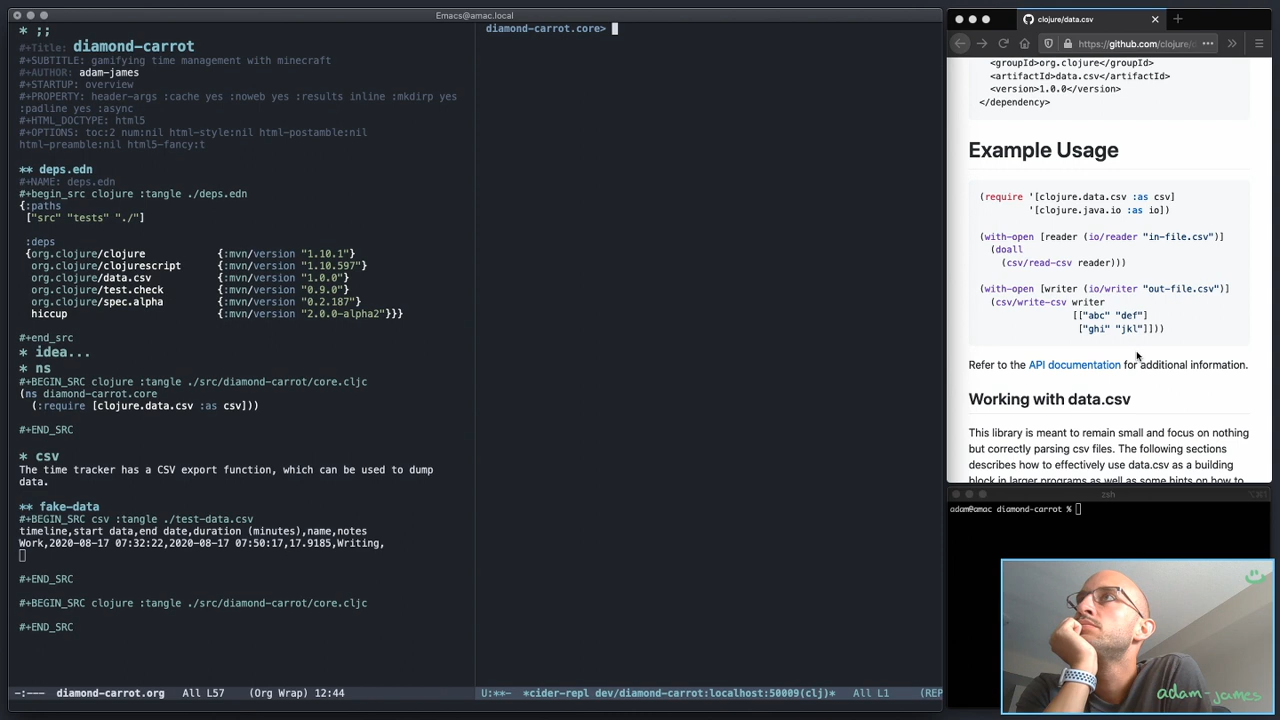 Emacs@amac.local
* ;;
#+Title: diamond-carrot
#+SUBTITLE: gamifying time management with minecraft
#+AUTHOR: adam-james
#+STARTUP: overview
#+PROPERTY: header-args :cache yes :noweb yes :results inline :mkdirp yes
:padline yes :async
#+HTML_DOCTYPE: html5
#+OPTIONS: toc:2 num:nil html-style:nil html-postamble:nil
html-preamble:nil html5-fancy:t
** deps.edn
#+NAME: deps.edn
#+begin_src clojure :tangle ./deps.edn
{:paths
["src" "tests" "./"]
:deps
{org.clojure/clojure {:mvn/version "1.10.1"}
org.clojure/clojurescript {:mvn/version "1.10.597"}
org.clojure/data.csv {:mvn/version "1.0.0"}
org.clojure/test.check {:mvn/version "0.9.0"}
org.clojure/spec.alpha {:mvn/version "0.2.187"}
hiccup {:mvn/version "2.0.0-alpha2"}}}
#+end_src
* idea...
* ns
#+BEGIN_SRC clojure :tangle ./src/diamond-carrot/core.cljc
(ns diamond-carrot.core
(:require [clojure.data.csv :as csv]))
#+END_SRC
* csv
The time tracker has a CSV export function, which can be used to dump
data.
** fake-data
#+BEGIN_SRC csv :tangle ./test-data.csv
timeline,start data,end date,duration (minutes),name,notes
Work,2020-08-17 07:32:22,2020-08-17 07:50:17,17.9185,Writing,
#+END_SRC
#+BEGIN_SRC clojure :tangle ./src/diamond-carrot/core.cljc
#+END_SRC
-:--- diamond-carrot.org All L57 (Org Wrap) 12:44
diamond-carrot.core>
U:**- *cider-repl dev/diamond-carrot:localhost:50009(clj)* All L1 (REP
clojure/data.csv
https://github.com/clojure/d
<groupId>org.clojure</groupId>
<artifactId>data.csv</artifactId>
<version>1.0.0</version>
</dependency>
Example Usage
(require '[clojure.data.csv :as csv]
'[clojure.java.io :as io])
(with-open [reader (io/reader "in-file.csv")]
(doall
(csv/read-csv reader)))
(with-open [writer (io/writer "out-file.csv")]
(csv/write-csv writer
[["abc" "def"]
["ghi" "jkl"]]))
Refer to the API documentation for additional information.
Working with data.csv
This library is meant to remain small and focus on nothing
but correctly parsing csv files. The following sections
describes how to effectively use data.csv as a building
block in larger programs as well as some hints on how to
zsh
adam@amac diamond-carrot %
adam-james